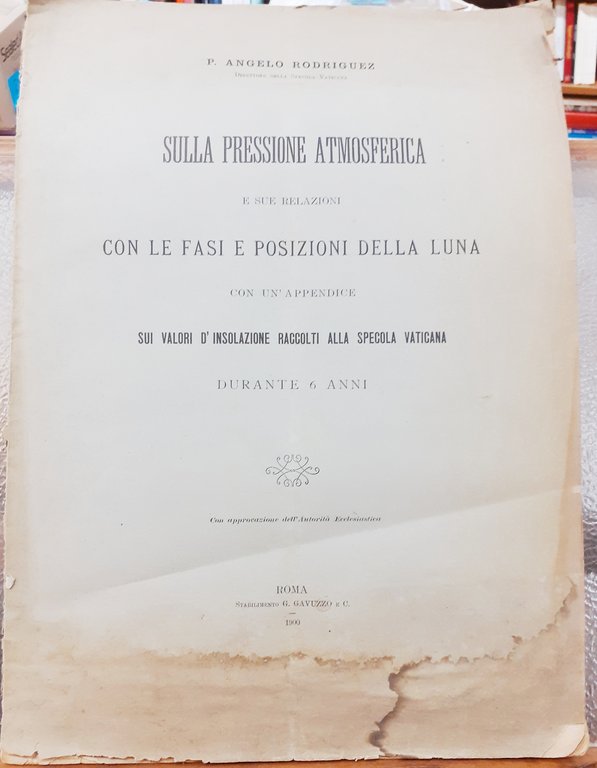 P. ANGELO RODRIGUEZ
DIRETTORE DELLA SPECOLA VATICANA
SULLA PRESSIONE ATMOSFERICA
E SUE RELAZIONI
CON LE FASI E POSIZIONI DELLA LUNA
CON UN'APPENDICE
SUI VALORI D'INSOLAZIONE RACCOLTI ALLA SPECOLA VATICANA
DURANTE 6 ANNI
Con approvazione dell'Autorità Ecclesiastica
ROMA
STABILIMENTO G. GAVUZZO E C.
1900